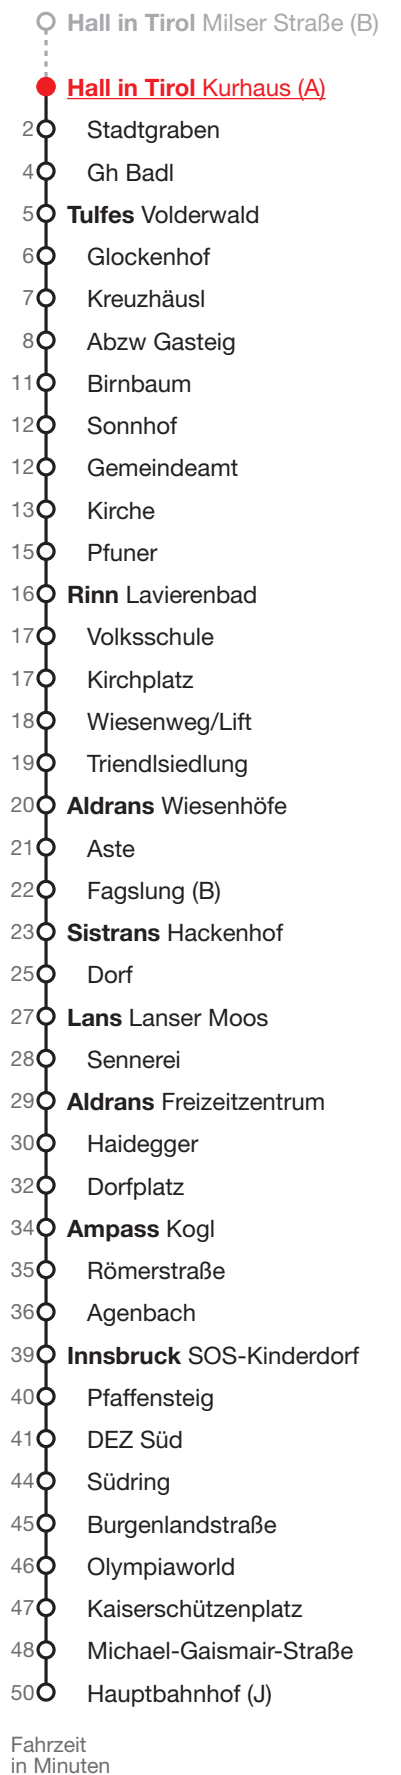 Hall in Tirol Milser Straße (B)
Hall in Tirol Kurhaus (A)
2 Stadtgraben
4 Gh Badl
5 Tulfes Volderwald
6 Glockenhof
7 Kreuzhäusl
8 Abzw Gasteig
11 Birnbaum
12 Sonnhof
12 Gemeindeamt
13 Kirche
15 Pfuner
16 Rinn Lavierenbad
17 Volksschule
17 Kirchplatz
18 Wiesenweg/Lift
19 Triendlsiedlung
20 Aldrans Wiesenhöfe
21 Aste
22 Fagslung (B)
23 Sistrans Hackenhof
25 Dorf
27 Lans Lanser Moos
28 Sennerei
29 Aldrans Freizeitzentrum
30 Haidegger
32 Dorfplatz
34 Ampass Kogl
35 Römerstraße
36 Agenbach
39 Innsbruck SOS-Kinderdorf
40 Pfaffensteig
41 DEZ Süd
44 Südring
45 Burgenlandstraße
46 Olympiaworld
47 Kaiserschützenplatz
48 Michael-Gaismair-Straße
50 Hauptbahnhof (J)
Fahrzeit
in Minuten